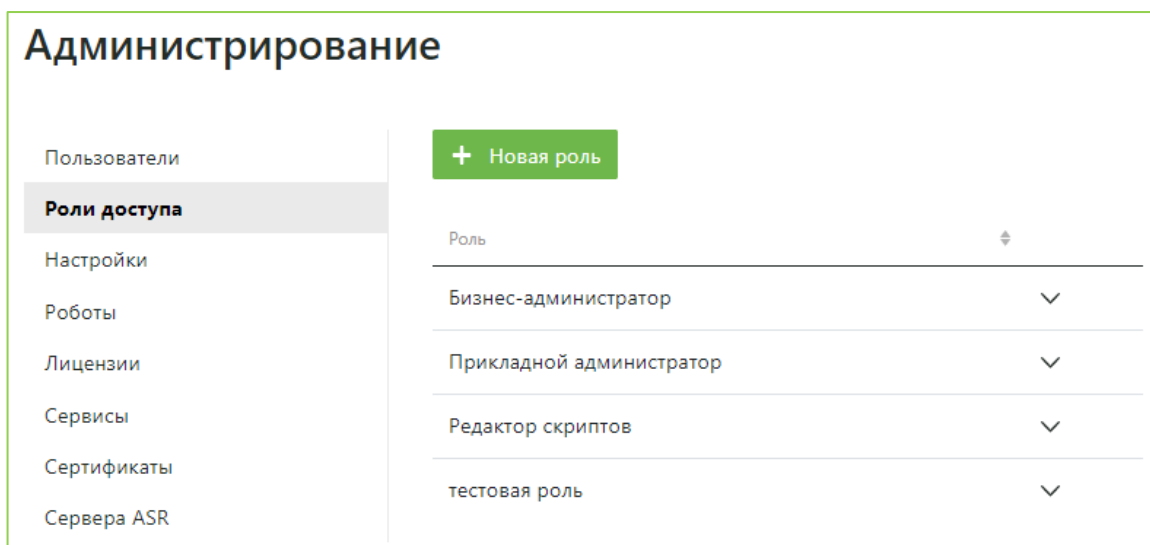 Администрирование
Пользователи
Роли доступа
Настройки
Роботы
Лицензии
Сервисы
Сертификаты
Сервера ASR
+ Новая роль
Роль
Бизнес-администратор
Прикладной администратор
Редактор скриптов
тестовая роль